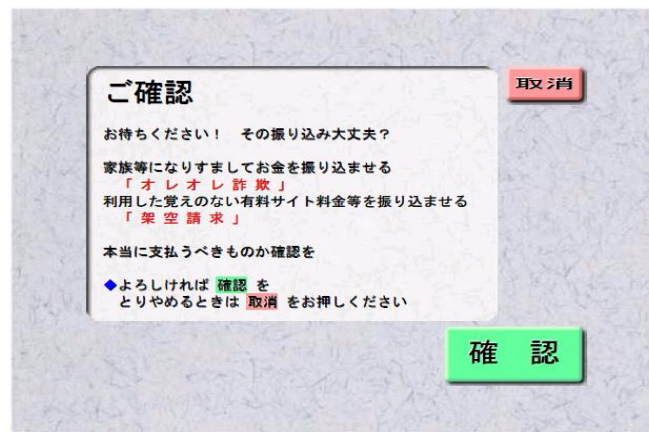 ご確認
取消
お待ちください！　その振り込み大丈夫？
家族等になりすましてお金を振り込ませる
「オレオレ詐欺」
利用した覚えのない有料サイト料金等を振り込ませる
「架空請求」
本当に支払うべきものか確認を
◆よろしければ 確認 を
とりやめるときは 取消 をお押しください
確　認